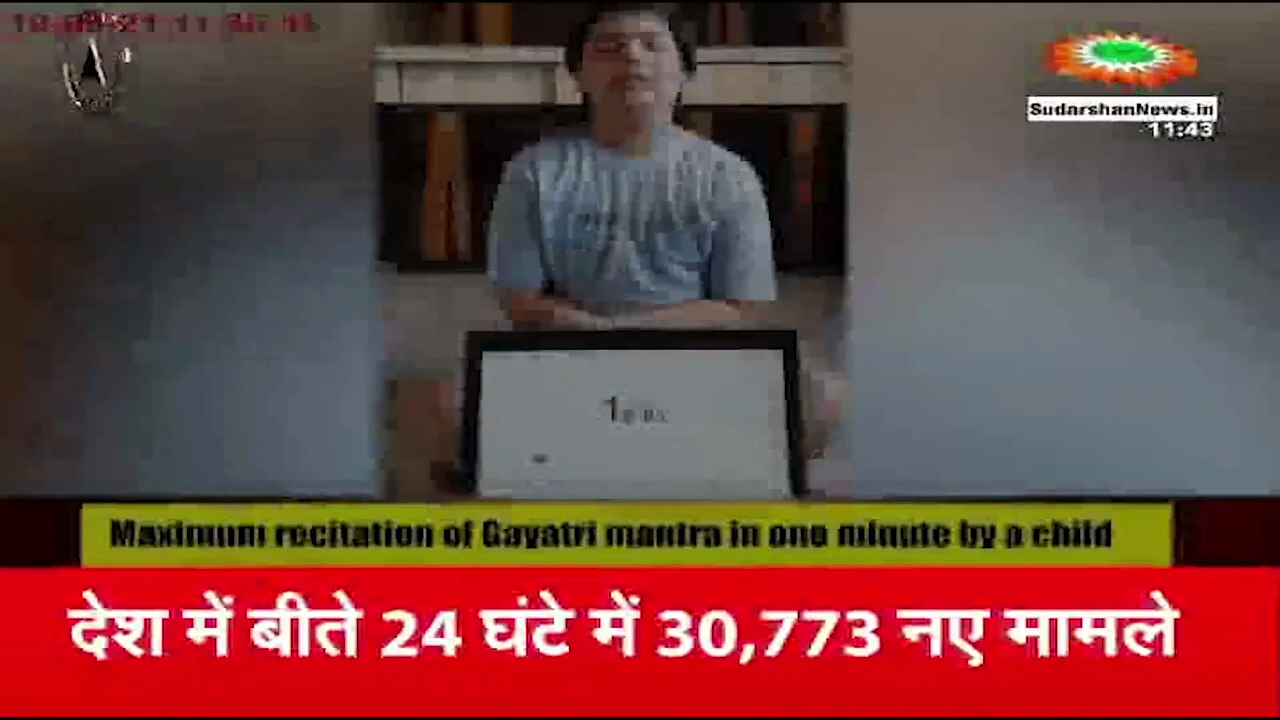 SudarshanNews.in
11:43
Maximum recitation of Gayatri mantra in one minute by a child
देश में बीते 24 घंटे में 30,773 नए मामले